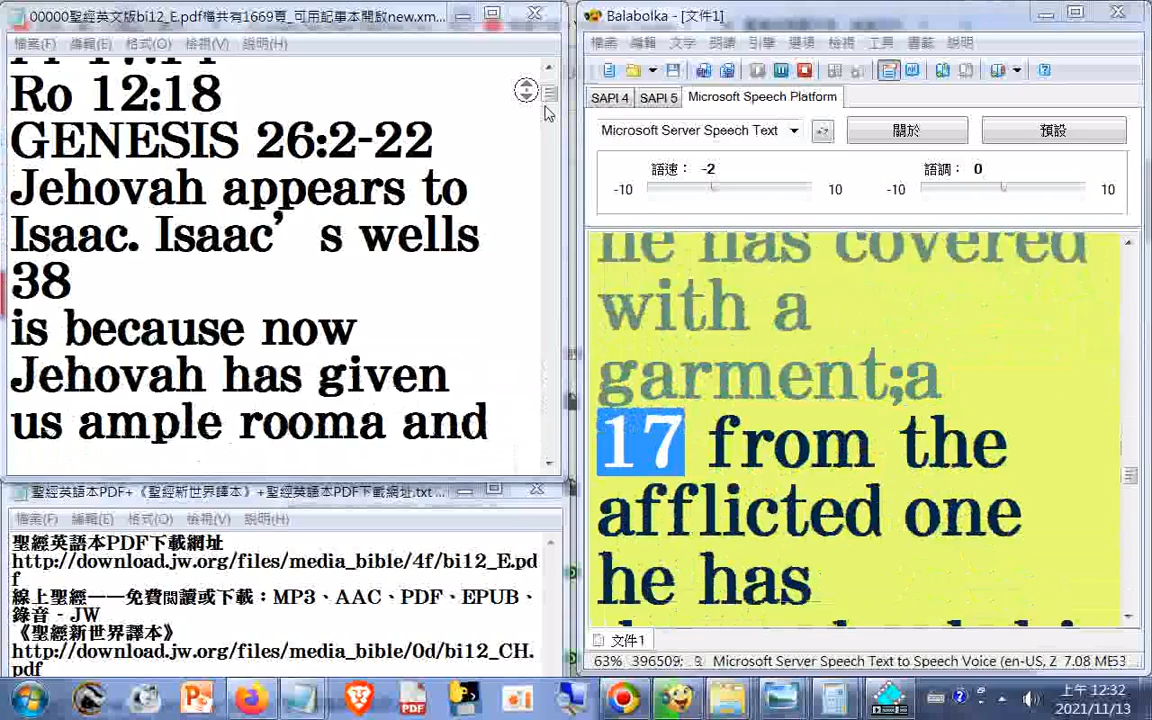 00000聖經英文版bi12_E.pdf檔共有1669頁_可用記事本開啟new.xm...
檔案(F) 編輯(E) 格式(O) 檢視(V) 說明(H)
Ro 12:18
GENESIS 26:2-22
Jehovah appears to
Isaac. Isaac’s wells
38
is because now
Jehovah has given
us ample rooma and
聖經英語本PDF+《聖經新世界譯本》+聖經英語本PDF下載網址.txt ...
檔案(F) 編輯(E) 格式(O) 檢視(V) 說明(H)
聖經英語本PDF下載網址
http://download.jw.org/files/media_bible/4f/bi12_E.pd
f
線上聖經——免費閱讀或下載：MP3、AAC、PDF、EPUB、
錄音 - JW
《聖經新世界譯本》
http://download.jw.org/files/media_bible/0d/bi12_CH.
pdf
Balabolka - [文件1]
檔案 編輯 文字 朗讀 引擎 選項 檢視 工具 書籤 說明
SAPI 4 SAPI 5 Microsoft Speech Platform
Microsoft Server Speech Text 關於 預設
語速： -2 語調： 0
-10 10 -10 10
he has covered
with a
garment;a
17 from the
afflicted one
he has
文件1
63% 396509: Microsoft Server Speech Text to Speech Voice (en-US, Z 7.08 ME53
上午 12:32
2021/11/13